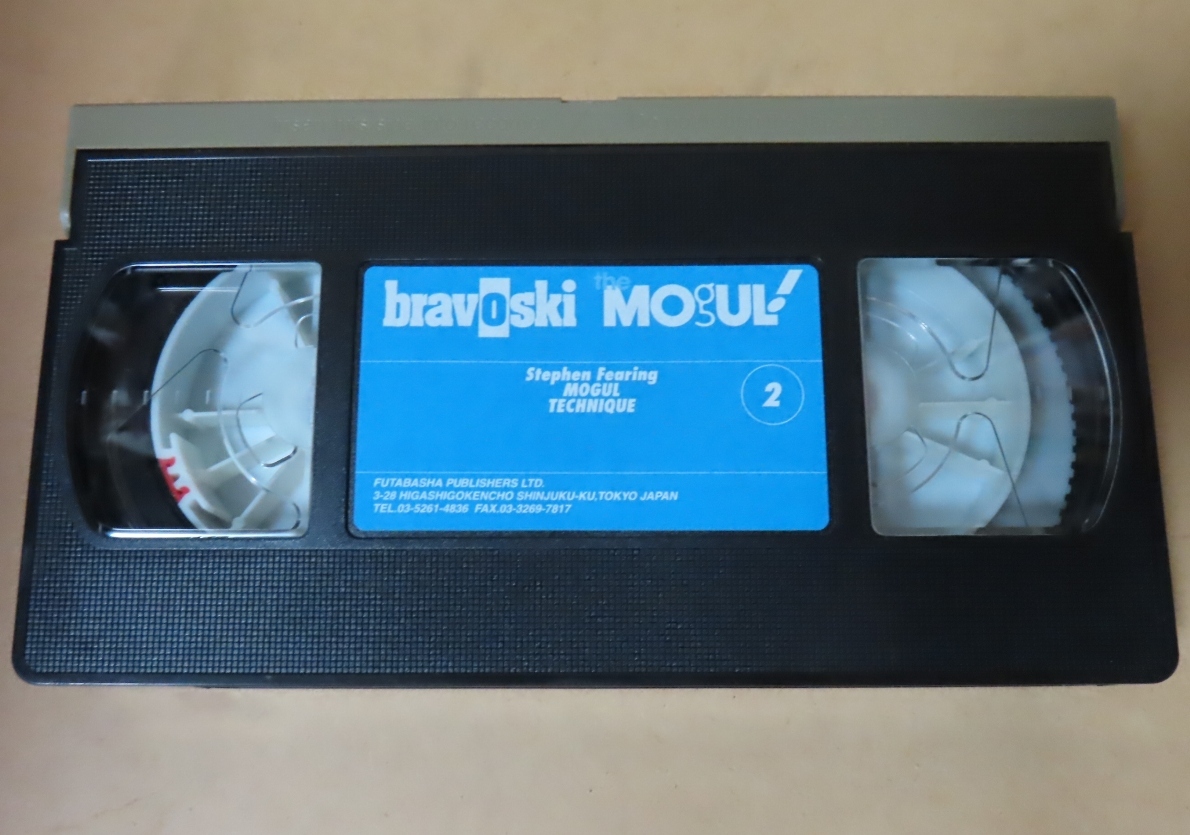 bravoski the MOgUL!
Stephen Fearing
MOGUL
TECHNIQUE
2
FUTABASHA PUBLISHERS LTD.
3-28 HIGASHIGOKENCHO SHINJUKU-KU,TOKYO JAPAN
TEL.03-5261-4836 FAX.03-3269-7817